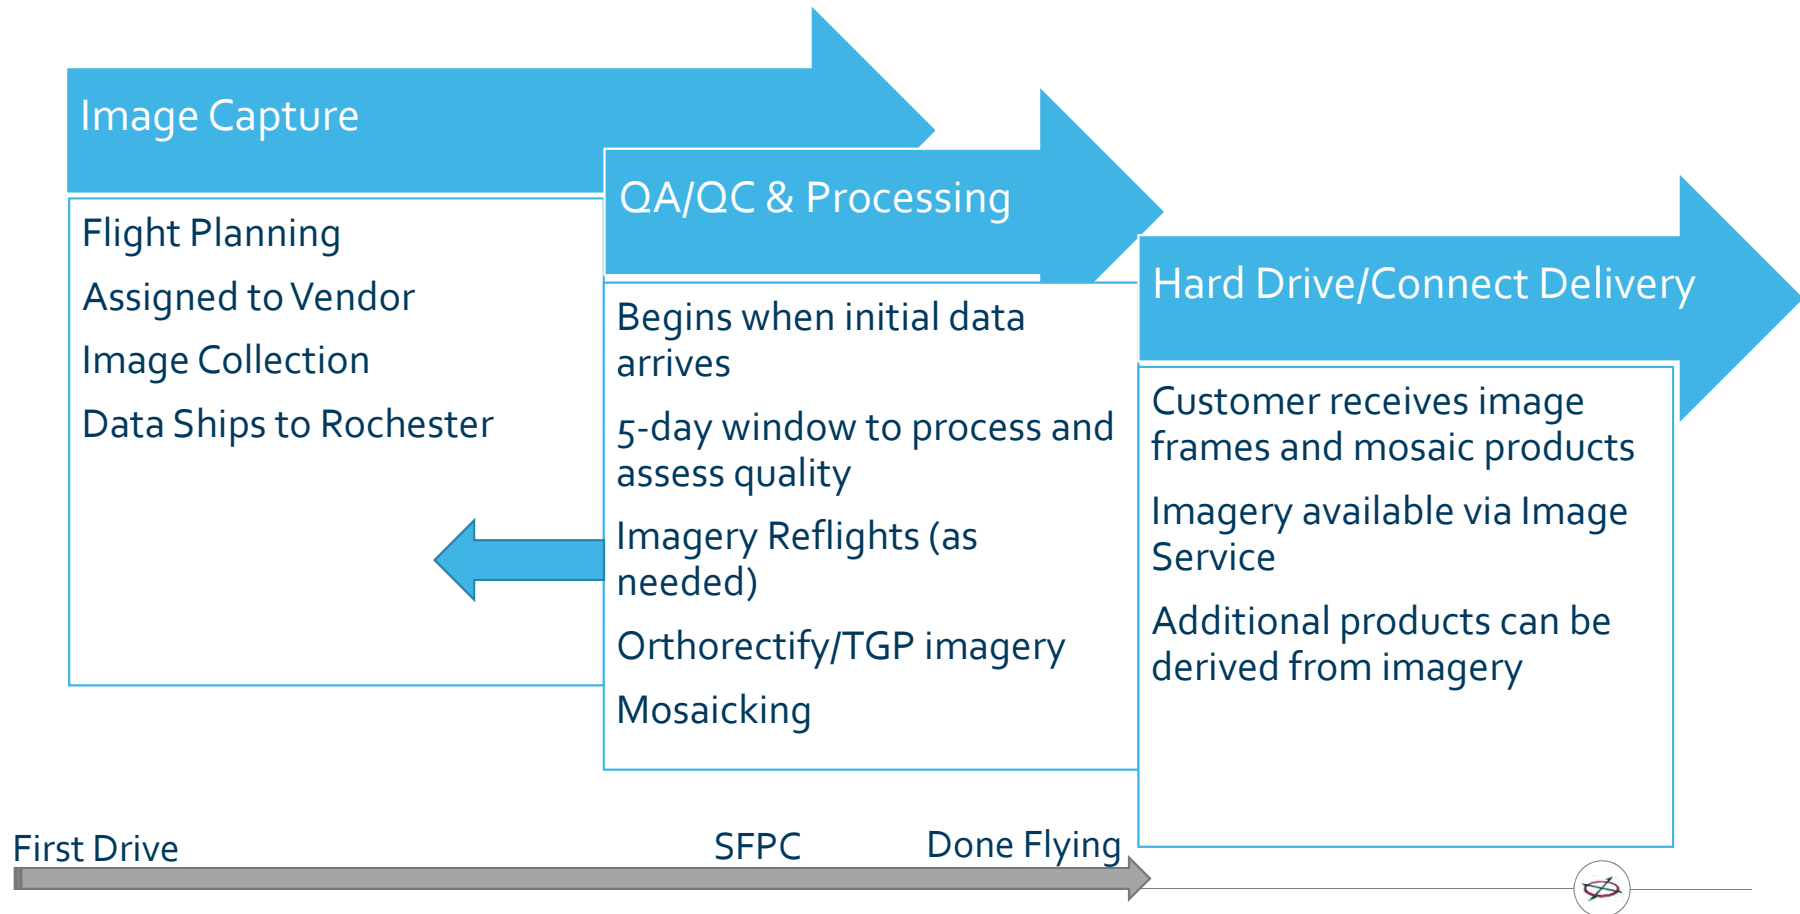 Image Capture
Flight Planning
Assigned to Vendor
Image Collection
Data Ships to Rochester
QA/QC & Processing
Begins when initial data
arrives
5-day window to process and
assess quality
Imagery Reflights (as
needed)
Orthorectify/TGP imagery
Mosaicking
Hard Drive/Connect Delivery
Customer receives image
frames and mosaic products
Imagery available via Image
Service
Additional products can be
derived from imagery
First Drive
SFPC
Done Flying